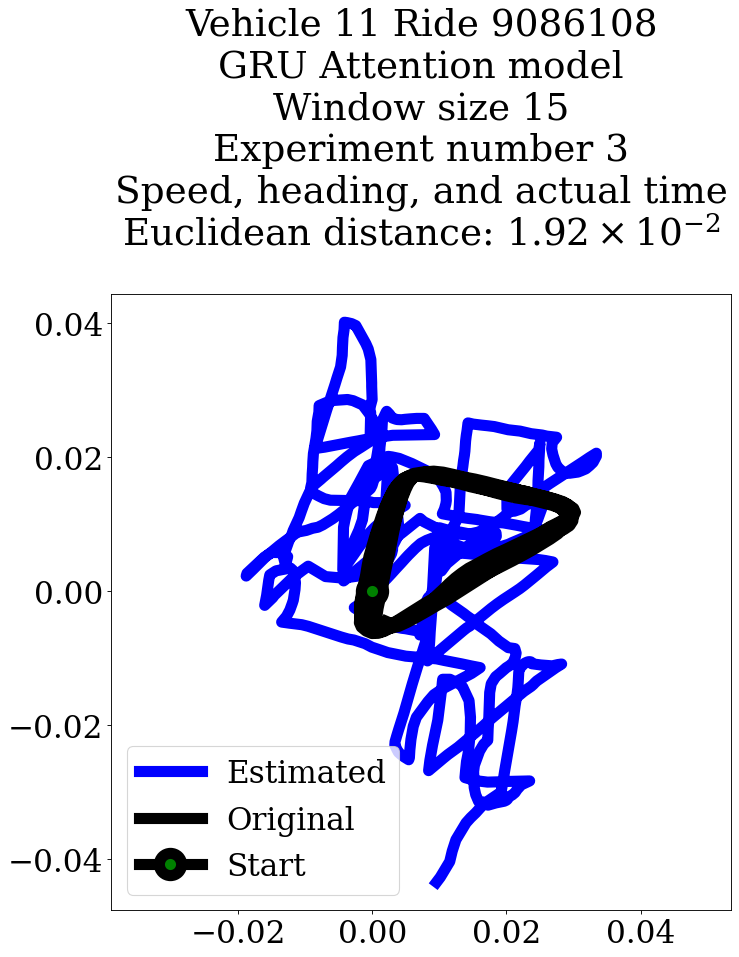 Vehicle 11 Ride 9086108
GRU Attention model
Window size 15
Experiment number 3
Speed, heading, and actual time
Euclidean distance: 1.92 × 10⁻²
0.04
0.02
0.00
−0.02
−0.04
Estimated
Original
Start
−0.02 0.00 0.02 0.04